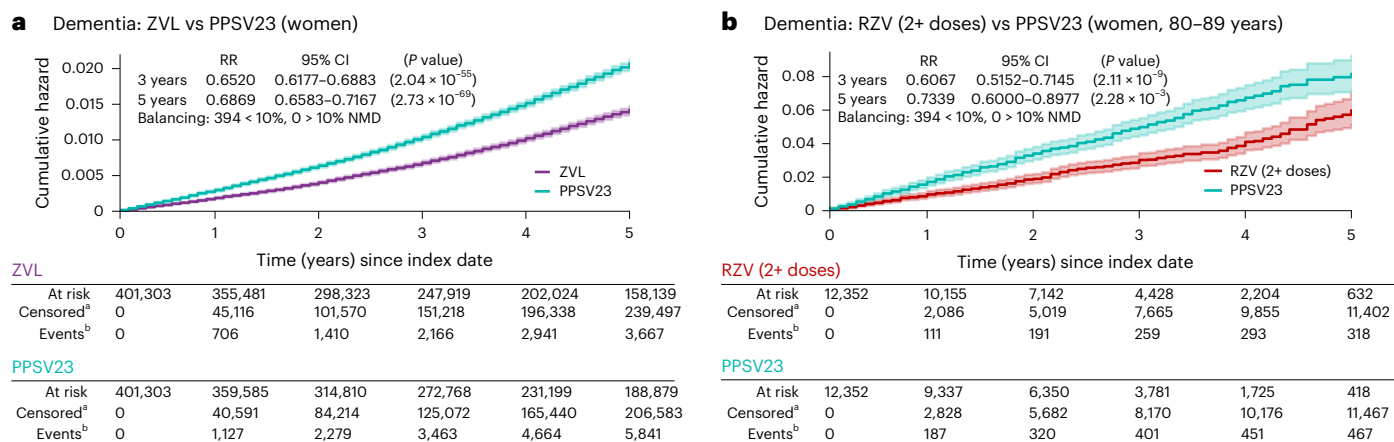 a Dementia: ZVL vs PPSV23 (women)
RR 95% CI (P value)
3 years 0.6520 0.6177–0.6883 (2.04 × 10⁻⁵⁵)
5 years 0.6869 0.6583–0.7167 (2.73 × 10⁻⁶⁹)
Balancing: 394 < 10%, 0 > 10% NMD
Cumulative hazard
0.020
0.015
0.010
0.005
0
ZVL
PPSV23
0 1 2 3 4 5
Time (years) since index date
ZVL
At risk 401,303 355,481 298,323 247,919 202,024 158,139
Censoredᵃ 0 45,116 101,570 151,218 196,338 239,497
Eventsᵇ 0 706 1,410 2,166 2,941 3,667
PPSV23
At risk 401,303 359,585 314,810 272,768 231,199 188,879
Censoredᵃ 0 40,591 84,214 125,072 165,440 206,583
Eventsᵇ 0 1,127 2,279 3,463 4,664 5,841
b Dementia: RZV (2+ doses) vs PPSV23 (women, 80–89 years)
RR 95% CI (P value)
3 years 0.6067 0.5152–0.7145 (2.11 × 10⁻⁹)
5 years 0.7339 0.6000–0.8977 (2.28 × 10⁻³)
Balancing: 394 < 10%, 0 > 10% NMD
Cumulative hazard
0.08
0.06
0.04
0.02
0
RZV (2+ doses)
PPSV23
0 1 2 3 4 5
Time (years) since index date
RZV (2+ doses)
At risk 12,352 10,155 7,142 4,428 2,204 632
Censoredᵃ 0 2,086 5,019 7,665 9,855 11,402
Eventsᵇ 0 111 191 259 293 318
PPSV23
At risk 12,352 9,337 6,350 3,781 1,725 418
Censoredᵃ 0 2,828 5,682 8,170 10,176 11,467
Eventsᵇ 0 187 320 401 451 467